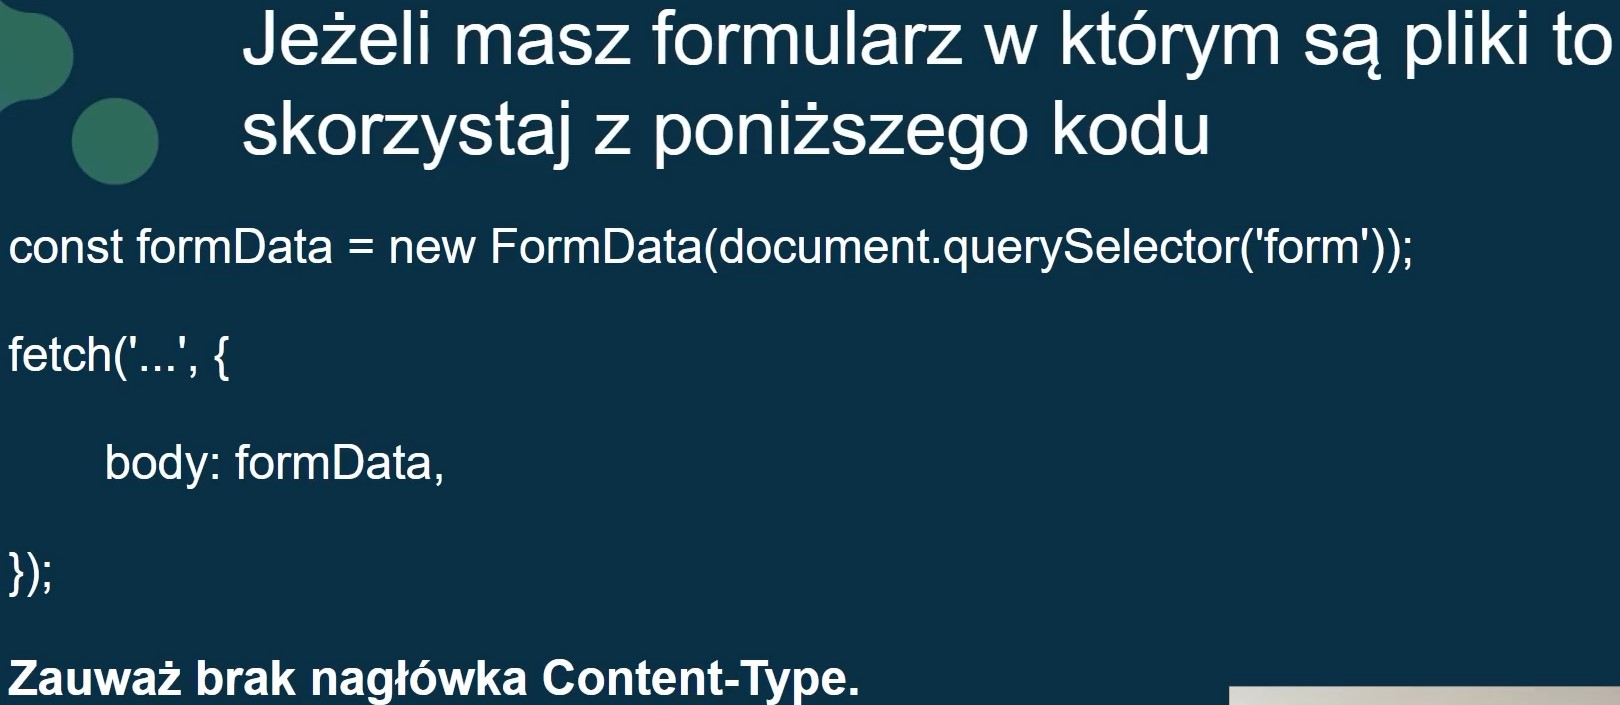 Jeżeli masz formularz w którym są pliki to
skorzystaj z poniższego kodu
const formData = new FormData(document.querySelector('form'));
fetch('...', {
body: formData,
});
Zauważ brak nagłówka Content-Type.